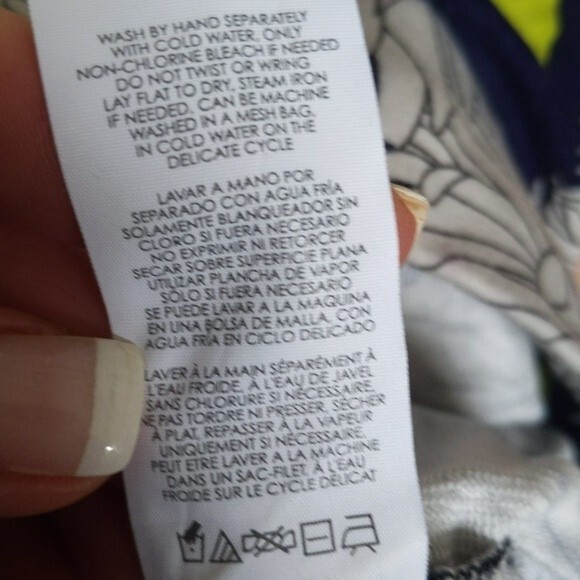 WASH BY HAND SEPARATELY
WITH COLD WATER. ONLY
NON-CHLORINE BLEACH IF NEEDED
DO NOT TWIST OR WRING
LAY FLAT TO DRY. STEAM IRON
IF NEEDED. CAN BE MACHINE
WASHED IN A MESH BAG,
IN COLD WATER ON THE
DELICATE CYCLE
LAVAR A MANO POR
SEPARADO CON AGUA FRÍA
SOLAMENTE BLANQUEADOR SIN
CLORO SI FUERA NECESARIO
NO EXPRIMIR NI RETORCER
SECAR SOBRE SUPERFICIE PLANA
UTILIZAR PLANCHA DE VAPOR
SÓLO SI FUERA NECESARIO
SE PUEDE LAVAR A LA MAQUINA
EN UNA BOLSA DE MALLA, CON
AGUA FRÍA EN CICLO DELICADO
LAVER À LA MAIN SÉPARÉMENT À
L'EAU FROIDE, À L'EAU DE JAVEL
SANS CHLORURE SI NÉCESSAIRE.
NE PAS TORDRE NI PRESSER. SÉCHER
À PLAT, REPASSER À LA VAPEUR
UNIQUEMENT SI NÉCESSAIRE.
PEUT ETRE LAVER A LA MACHINE
DANS UN SAC-FILET, À L'EAU
FROIDE SUR LE CYCLE DÉLICAT